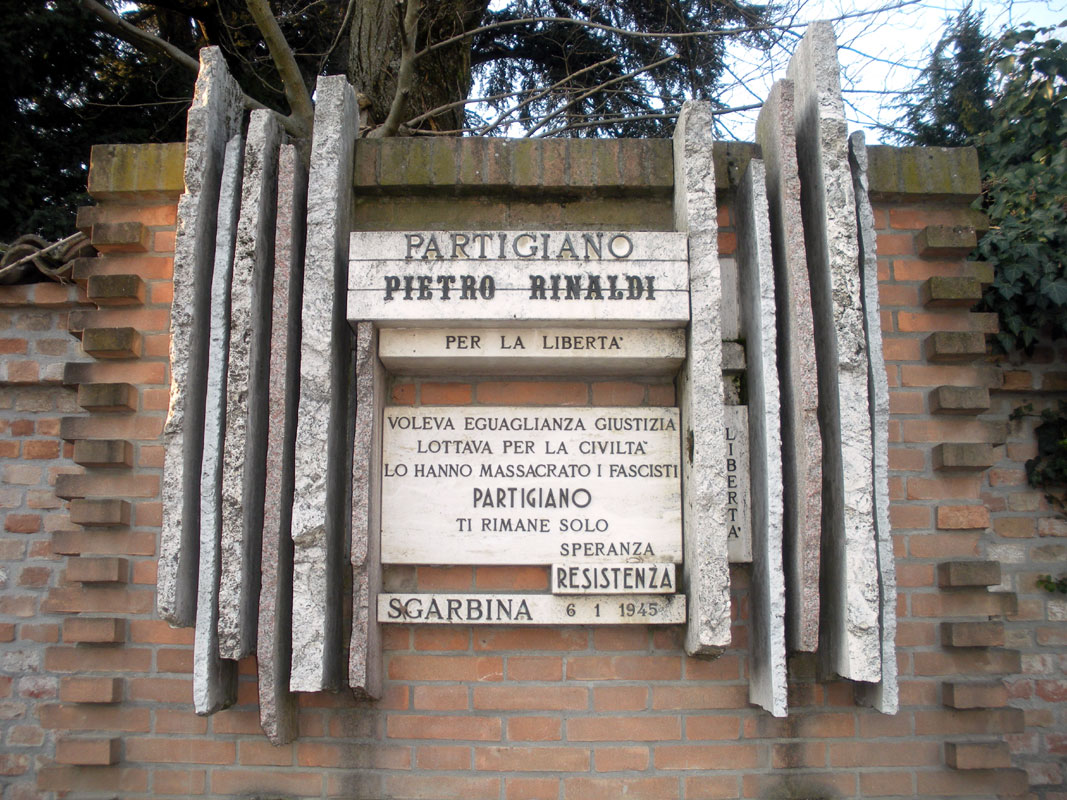 PARTIGIANO
PIETRO RINALDI
PER LA LIBERTA'
VOLEVA EGUAGLIANZA GIUSTIZIA
LOTTAVA PER LA CIVILTA'
LO HANNO MASSACRATO I FASCISTI
PARTIGIANO
TI RIMANE SOLO
SPERANZA
RESISTENZA
SGARBINA 6 1 1945
LIBERTA'